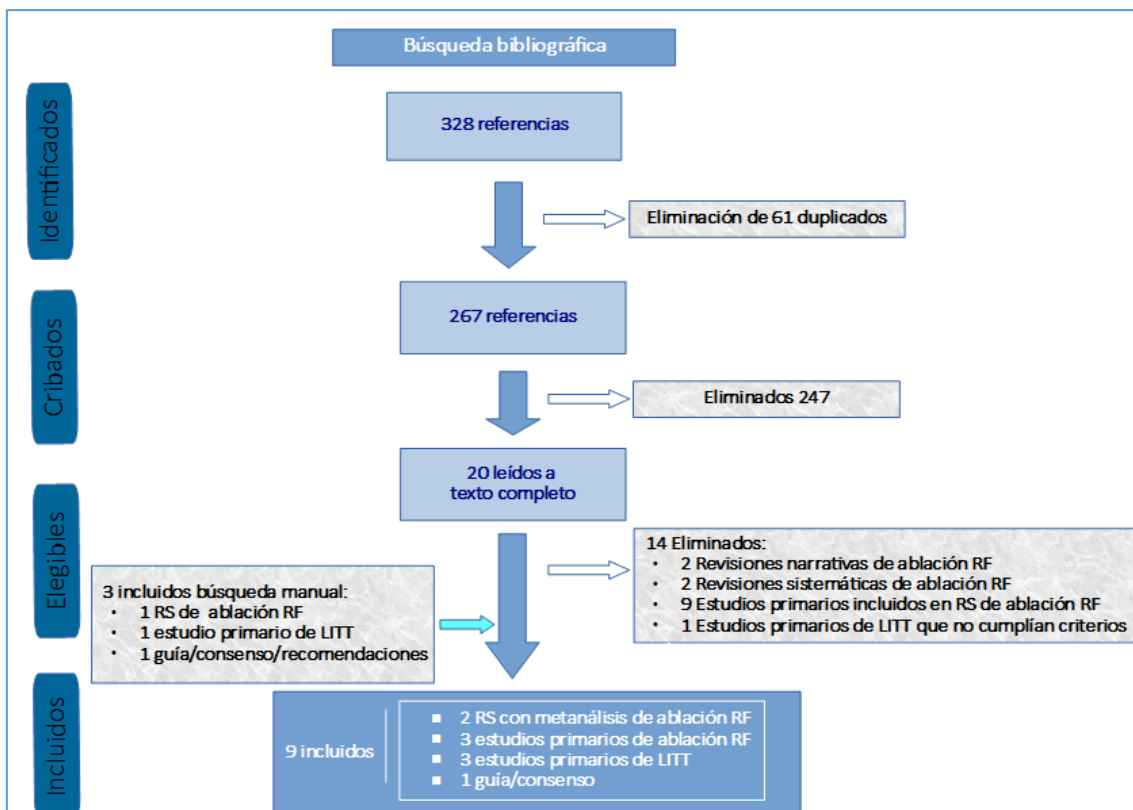 Búsqueda bibliográfica
Identificados
328 referencias
Eliminación de 61 duplicados
Cribados
267 referencias
Eliminados 247
Elegibles
20 leídos a
texto completo
14 Eliminados:
• 2 Revisiones narrativas de ablación RF
• 2 Revisiones sistemáticas de ablación RF
• 9 Estudios primarios incluidos en RS de ablación RF
• 1 Estudios primarios de LITT que no cumplían criterios
3 incluidos búsqueda manual:
• 1 RS de ablación RF
• 1 estudio primario de LITT
• 1 guía/consenso/recomendaciones
Incluidos
9 incluidos
▪ 2 RS con metanálisis de ablación RF
▪ 3 estudios primarios de ablación RF
▪ 3 estudios primarios de LITT
▪ 1 guía/consenso